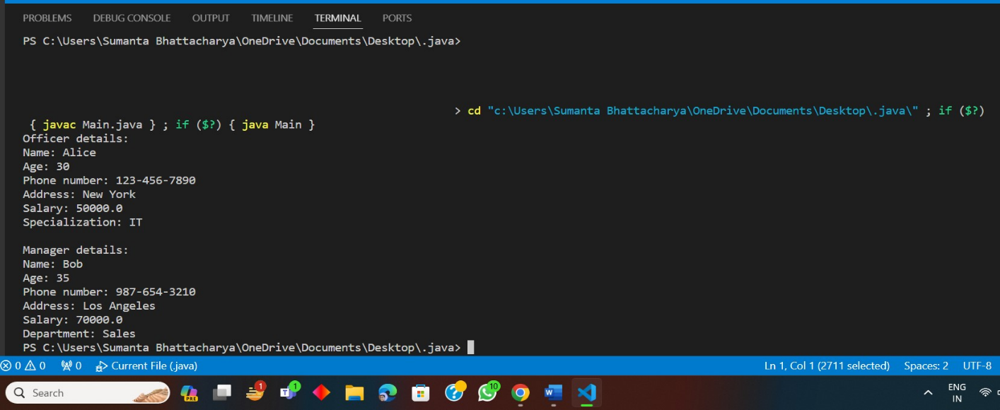 PROBLEMS DEBUG CONSOLE OUTPUT TIMELINE TERMINAL PORTS
PS C:\Users\Sumanta Bhattacharya\OneDrive\Documents\Desktop\.java>
> cd "c:\Users\Sumanta Bhattacharya\OneDrive\Documents\Desktop\.java\" ; if ($?)
{ javac Main.java } ; if ($?) { java Main }
Officer details:
Name: Alice
Age: 30
Phone number: 123-456-7890
Address: New York
Salary: 50000.0
Specialization: IT
Manager details:
Name: Bob
Age: 35
Phone number: 987-654-3210
Address: Los Angeles
Salary: 70000.0
Department: Sales
PS C:\Users\Sumanta Bhattacharya\OneDrive\Documents\Desktop\.java>
0 0 0 Current File (.java) Ln 1, Col 1 (2711 selected) Spaces: 2 UTF-8
Search PRE 1 T 1 ? 10 W ENG
IN